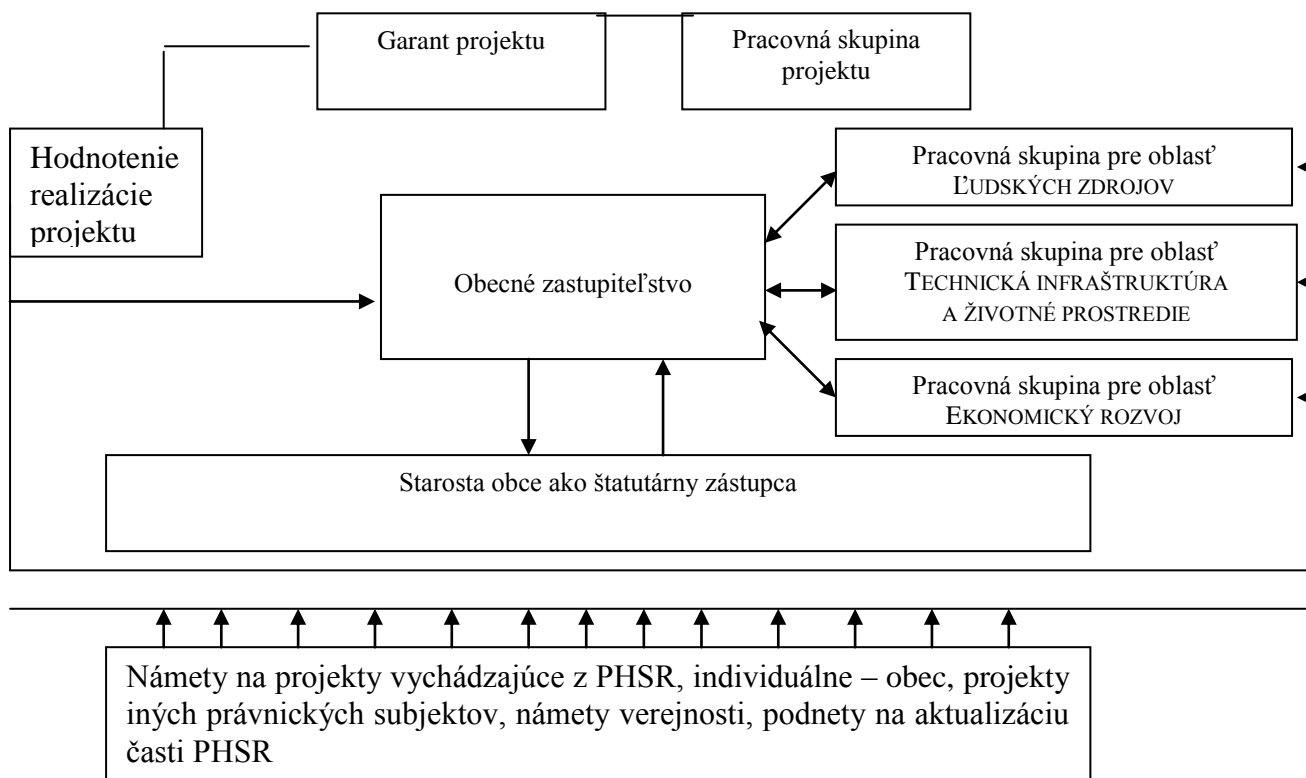 Garant projektu
Pracovná skupina
projektu
Hodnotenie
realizácie
projektu
Pracovná skupina pre oblasť
ĽUDSKÝCH ZDROJOV
Obecné zastupiteľstvo
Pracovná skupina pre oblasť
TECHNICKÁ INFRAŠTRUKTÚRA
A ŽIVOTNÉ PROSTREDIE
Pracovná skupina pre oblasť
EKONOMICKÝ ROZVOJ
Starosta obce ako štatutárny zástupca
Námety na projekty vychádzajúce z PHSR, individuálne – obec, projekty
iných právnických subjektov, námety verejnosti, podnety na aktualizáciu
časti PHSR